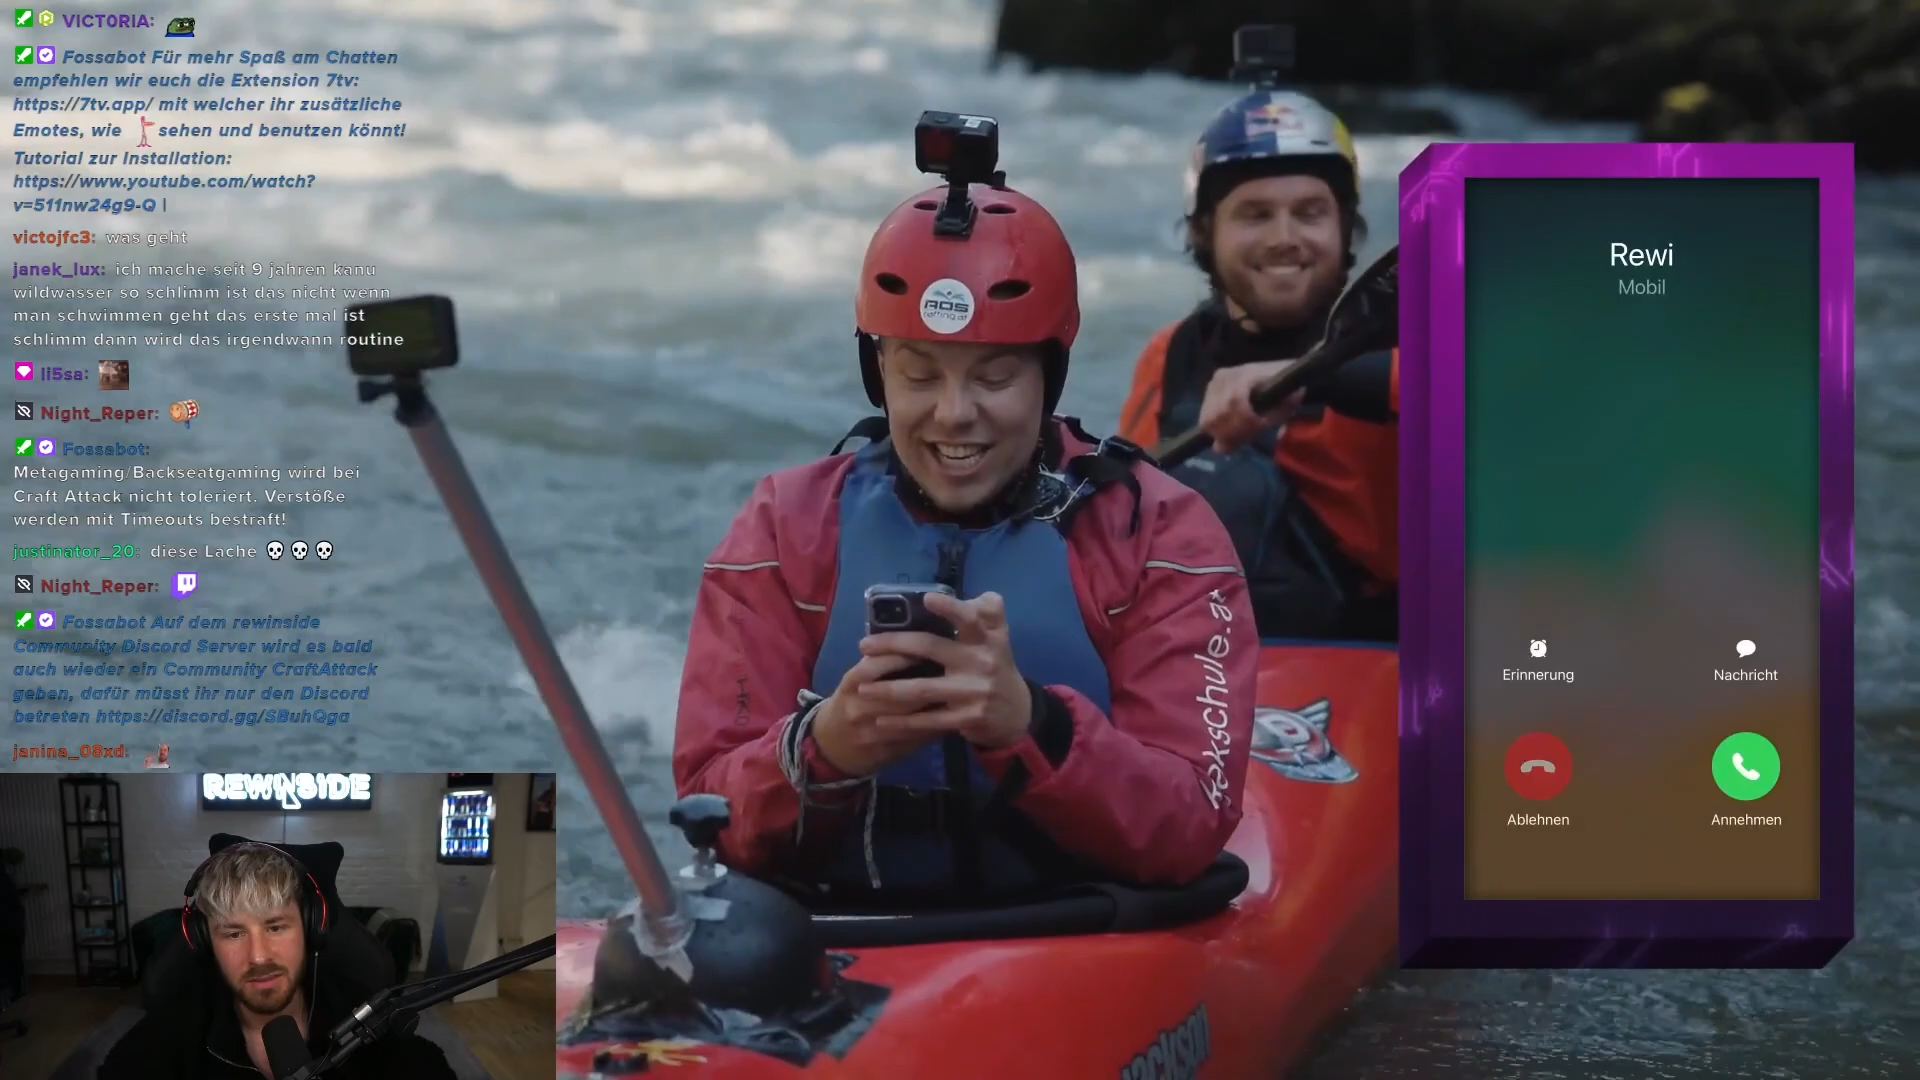 VICT0RIA:
Fossabot Für mehr Spaß am Chatten
empfehlen wir euch die Extension 7tv:
https://7tv.app/ mit welcher ihr zusätzliche
Emotes, wie sehen und benutzen könnt!
Tutorial zur Installation:
https://www.youtube.com/watch?
v=511nw24g9-Q |
victojfc3: was geht
janek_lux: ich mache seit 9 jahren kanu
wildwasser so schlimm ist das nicht wenn
man schwimmen geht das erste mal ist
schlimm dann wird das irgendwann routine
li5sa:
Night_Reper:
Fossabot:
Metagaming/Backseatgaming wird bei
Craft Attack nicht toleriert. Verstöße
werden mit Timeouts bestraft!
justinator_20: diese Lache
Night_Reper:
Fossabot Auf dem rewinside
Community Discord Server wird es bald
auch wieder ein Community CraftAttack
geben, dafür müsst ihr nur den Discord
betreten https://discord.gg/SBuhQga
janina_08xd:
REWINSIDE
AOS
rafting.at
kajakschule.at
JACKSON
Rewi
Mobil
Erinnerung
Nachricht
Ablehnen
Annehmen